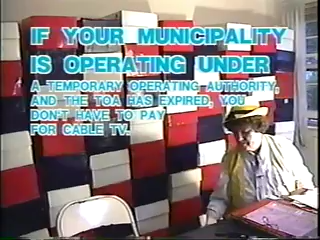 IF YOUR MUNICIPALITY
IS OPERATING UNDER
A TEMPORARY OPERATING AUTHORITY,
AND THE TOA HAS EXPIRED, YOU
DON'T HAVE TO PAY
FOR CABLE TV.